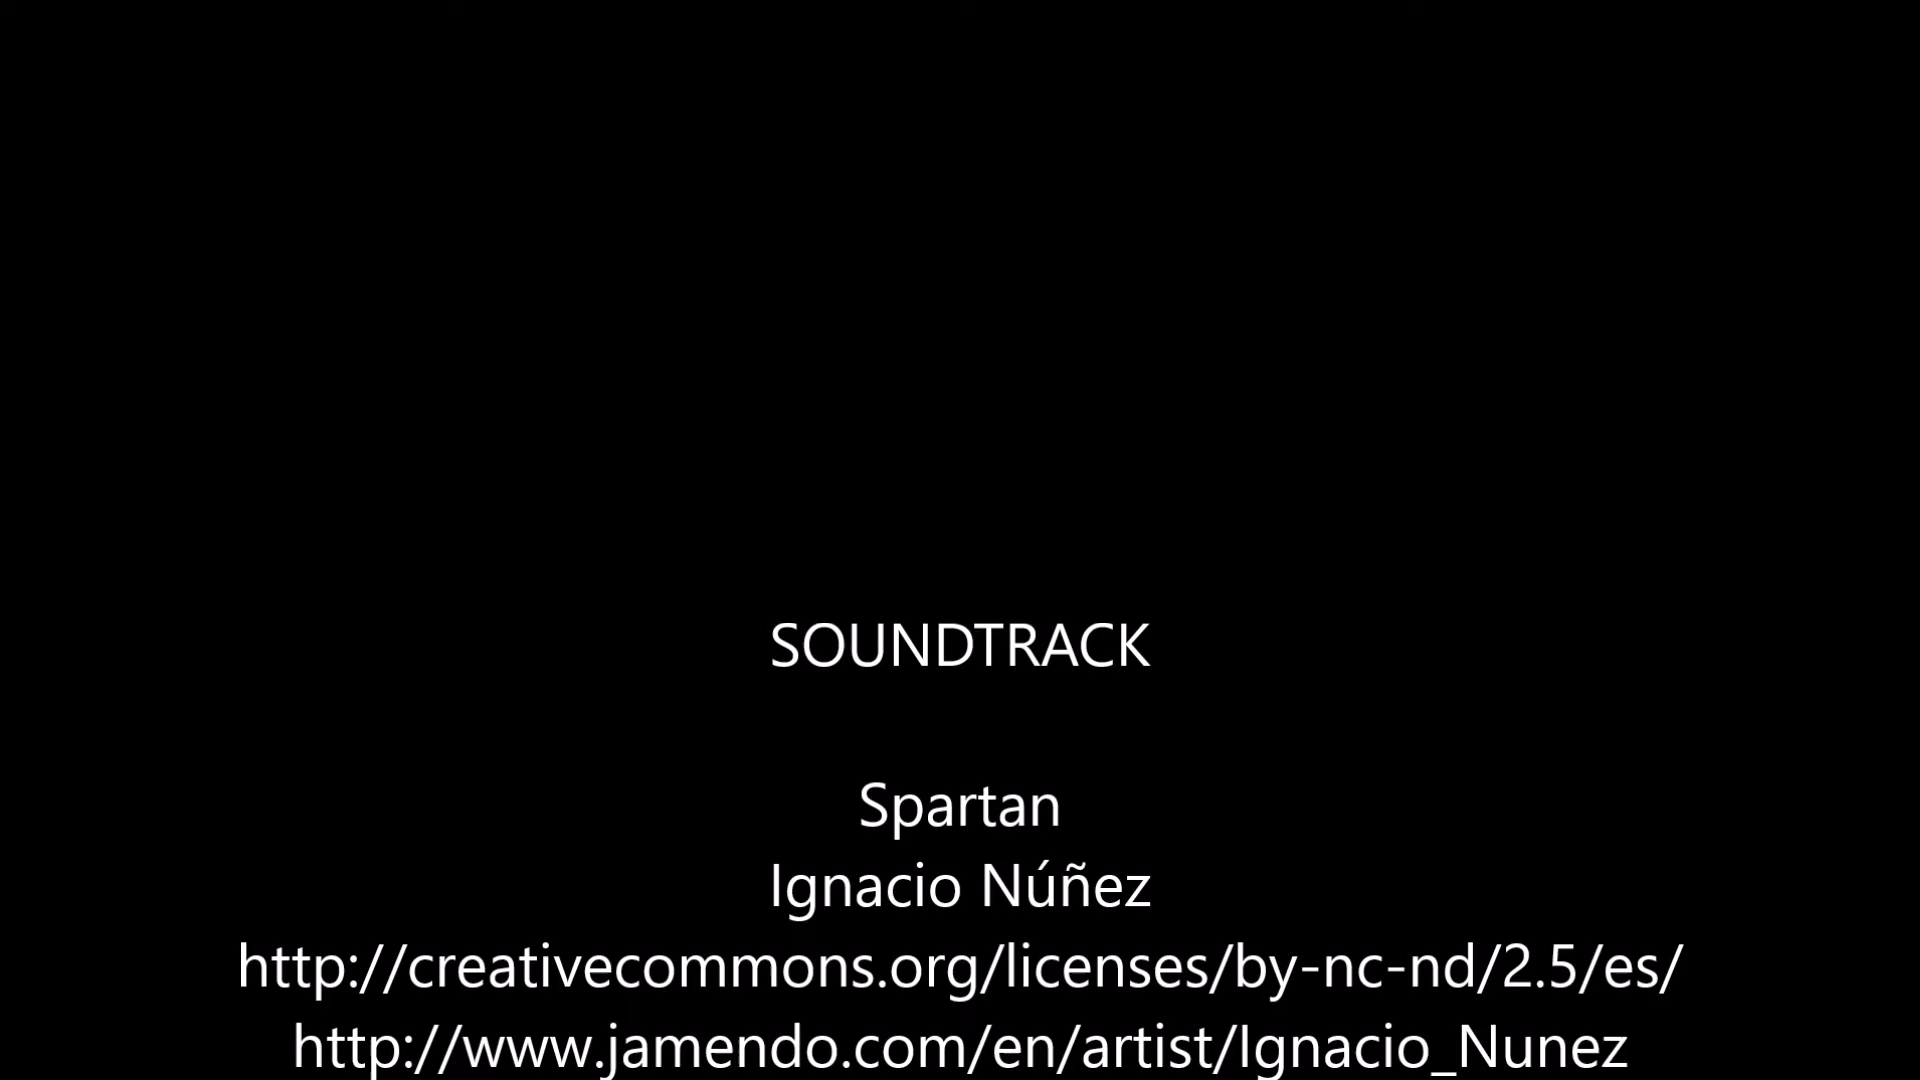 SOUNDTRACK
Spartan
Ignacio Núñez
http://creativecommons.org/licenses/by-nc-nd/2.5/es/
http://www.jamendo.com/en/artist/Ignacio_Nunez